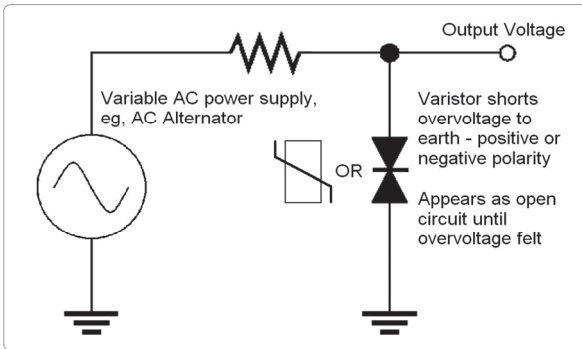 Output Voltage
Variable AC power supply,
eg, AC Alternator
Varistor shorts
overvoltage to
earth - positive or
negative polarity
OR
Appears as open
circuit until
overvoltage felt